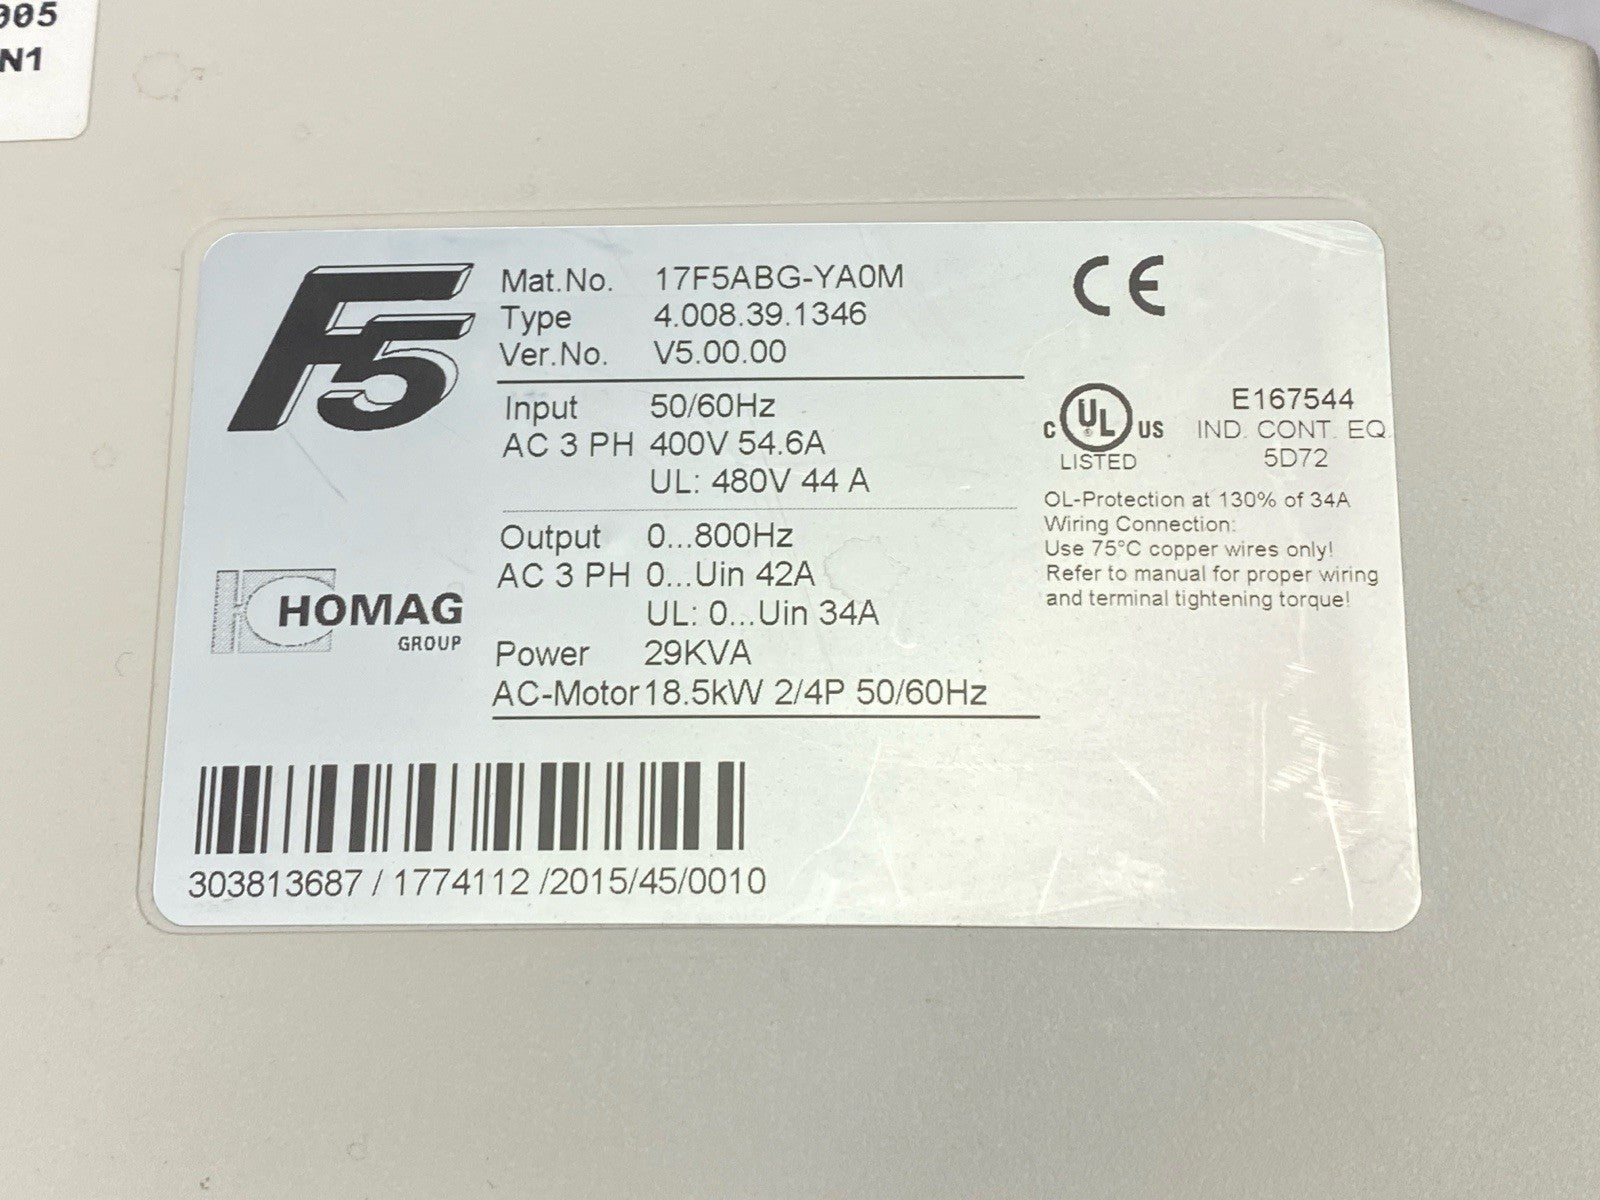 005
N1
F5
Mat.No. 17F5ABG-YA0M
Type 4.008.39.1346
Ver.No. V5.00.00
Input 50/60Hz
AC 3 PH 400V 54.6A
UL: 480V 44 A
Output 0...800Hz
AC 3 PH 0...Uin 42A
UL: 0...Uin 34A
Power 29KVA
AC-Motor 18.5kW 2/4P 50/60Hz
HOMAG
GROUP
CE
C UL US
®
LISTED
E167544
IND. CONT. EQ.
5D72
OL-Protection at 130% of 34A
Wiring Connection:
Use 75°C copper wires only!
Refer to manual for proper wiring
and terminal tightening torque!
303813687 / 1774112 /2015/45/0010